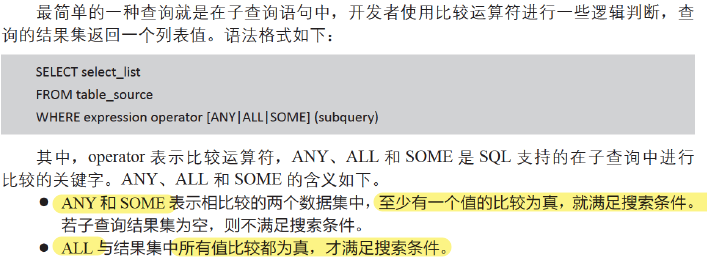 最简单的一种查询就是在子查询语句中，开发者使用比较运算符进行一些逻辑判断，查
询的结果集返回一个列表值。语法格式如下：
SELECT select_list
FROM table_source
WHERE expression operator [ANY|ALL|SOME] (subquery)
其中，operator 表示比较运算符，ANY、ALL 和 SOME 是 SQL 支持的在子查询中进行
比较的关键字。ANY、ALL 和 SOME 的含义如下。
● ANY 和 SOME 表示相比较的两个数据集中，至少有一个值的比较为真，就满足搜索条件。
若子查询结果集为空，则不满足搜索条件。
● ALL 与结果集中所有值比较都为真，才满足搜索条件。